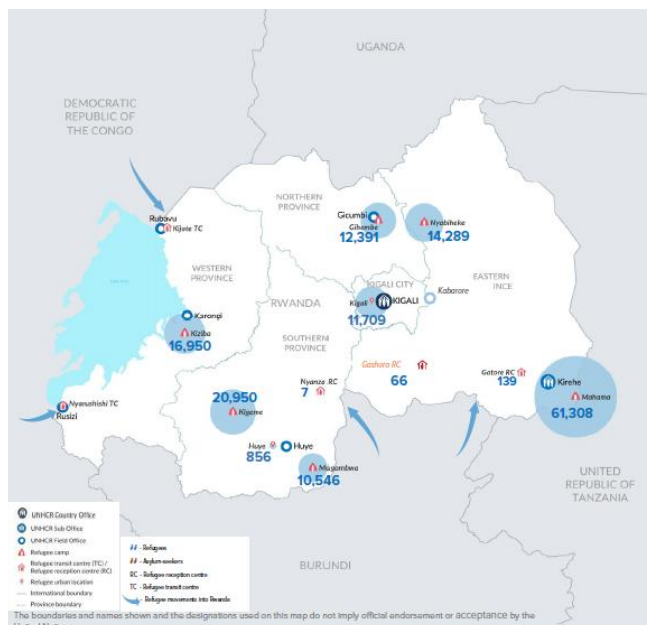 UGANDA
DEMOCRATIC
REPUBLIC OF
THE CONGO
NORTHERN
PROVINCE
Rubavu
Kijote TC
Gicumbi
Gihembe
12,391
Nyabiheke
14,289
WESTERN
PROVINCE
KIGALI CITY
EASTERN
INCE
Kabarore
Kigali
KIGALI
11,709
RWANDA
Karongi
Kiziba
16,950
SOUTHERN
PROVINCE
Gashora RC
66
Gatore RC
139
Kirehe
Mahama
61,308
Nyanza RC
7
20,950
Kigeme
Nyarushishi TC
Rusizi
Huye
856
Huye
Mugombwa
10,546
UNITED
REPUBLIC OF
TANZANIA
BURUNDI
UNHCR Country Office
UNHCR Sub Office
UNHCR Field Office
Refugee camp
Refugee transit centre (TC) /
Refugee reception centre (RC)
Refugee urban location
International boundary
Province boundary
- Refugees
- Asylum-seekers
RC - Refugee reception centre
TC - Refugee transit centre
- Refugee movements into Rwanda
The boundaries and names shown and the designations used on this map do not imply official endorsement or acceptance by the